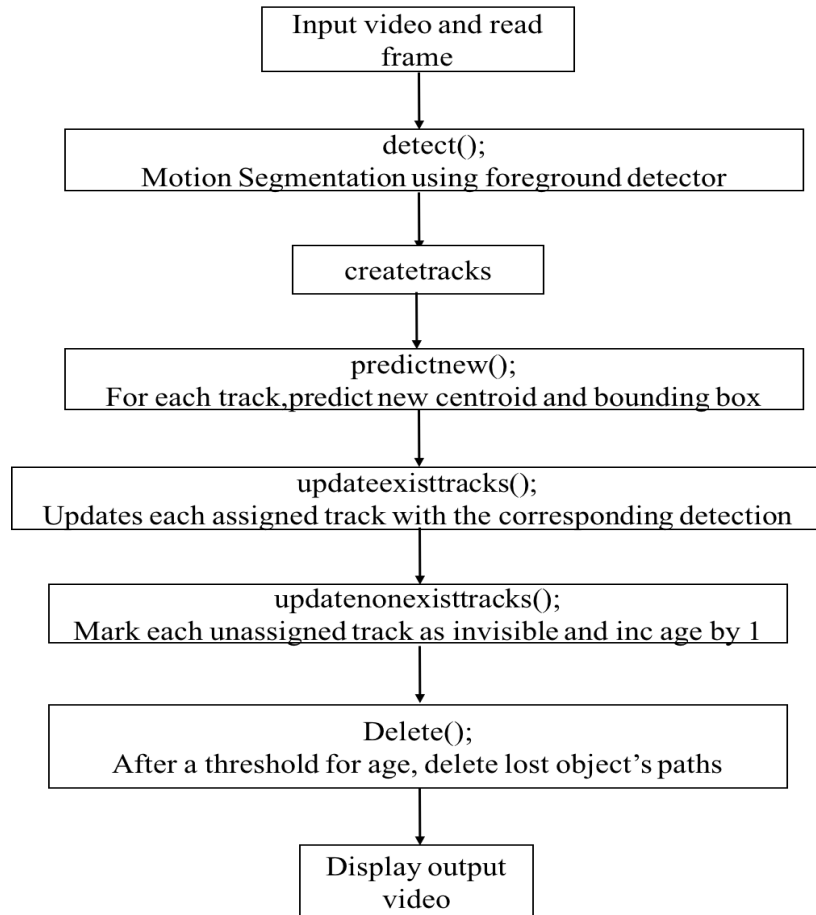 Input video and read
frame
detect();
Motion Segmentation using foreground detector
createtracks
predictnew();
For each track,predict new centroid and bounding box
updateexisttracks();
Updates each assigned track with the corresponding detection
updatenonexisttracks();
Mark each unassigned track as invisible and inc age by 1
Delete();
After a threshold for age, delete lost object’s paths
Display output
video